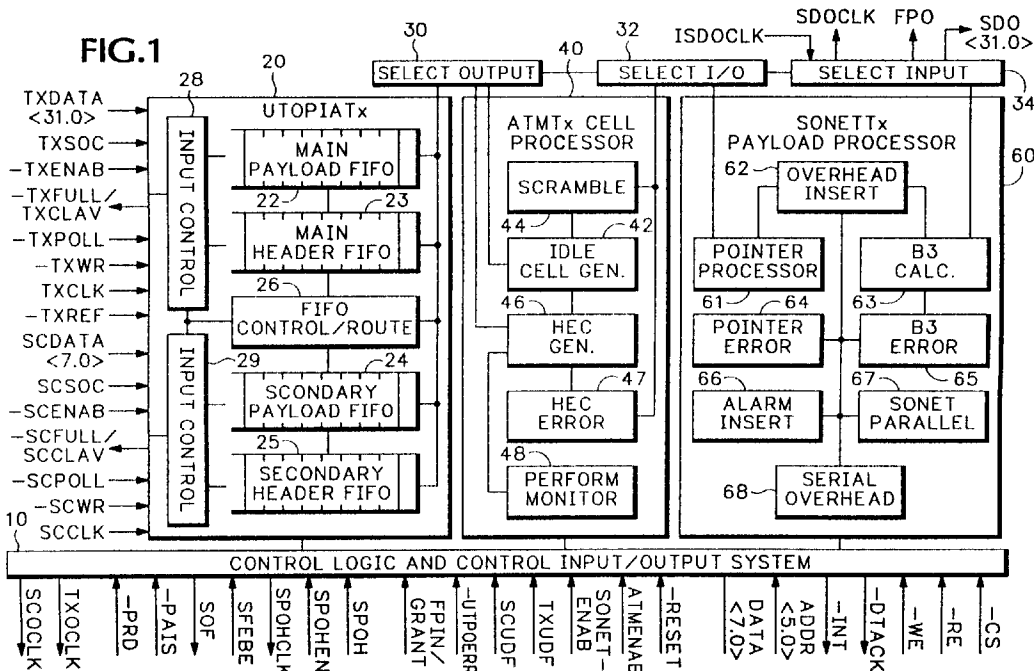 FIG.1
30
32
SDOCLK
FPO
SDO
<31.0>
ISDOCLK
SELECT OUTPUT
SELECT I/O
SELECT INPUT
34
20
40
60
28
TXDATA
<31.0>
TXSOC
-TXENAB
-TXFULL/
TXCLAV
-TXPOLL
-TXWR
TXCLK
-TXREF
SCDATA
<7.0>
SCSOC
-SCENAB
-SCFULL/
SCCLAV
-SCPOLL
-SCWR
SCCLK
10
UTOPIATx
INPUT CONTROL
MAIN
PAYLOAD FIFO
22
23
MAIN
HEADER FIFO
26
FIFO
CONTROL/ROUTE
29
INPUT CONTROL
24
SCONDARY
PAYLOAD FIFO
25
SECONDARY
HEADER FIFO
ATMTx CELL
PROCESSOR
SCRAMBLE
44
42
IDLE
CELL GEN.
46
HEC
GEN.
47
HEC
ERROR
48
PERFORM
MONITOR
SONETTx
PAYLOAD PROCESSOR
62
OVERHEAD
INSERT
POINTER
PROCESSOR
61
B3
CALC.
63
64
POINTER
ERROR
B3
ERROR
65
66
ALARM
INSERT
67
SONET
PARALLEL
SERIAL
OVERHEAD
68
CONTROL LOGIC AND CONTROL INPUT/OUTPUT SYSTEM
SCOCLK
TXOCLK
-PRD
-PAIS
SOF
SFEBE
SPOHCLK
SPOHEN
SPOH
FPIN/
GRANT
-UTPOERR
SCUDF
TXUDF
SONET-
ENAB
ATMENAB
-RESET
DATA
<7.0>
ADDR
<5.0>
-INT
-DTACK
-WE
-RE
-CS